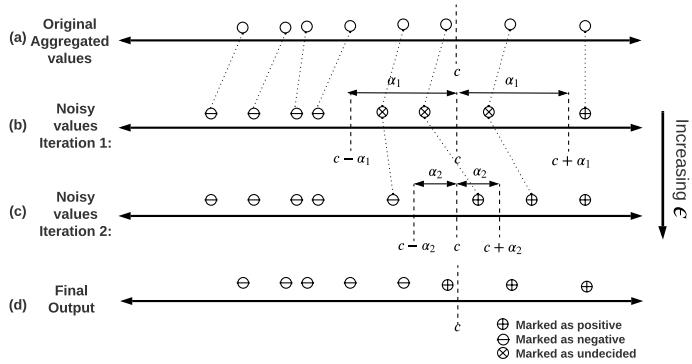 (a) Original
Aggregated
values
c
α1 α1
(b) Noisy
values
Iteration 1:
c − α1 c c + α1
α2 α2
(c) Noisy
values
Iteration 2:
c − α2 c c + α2
Increasing ϵ
(d) Final
Output
c
Marked as positive
Marked as negative
Marked as undecided